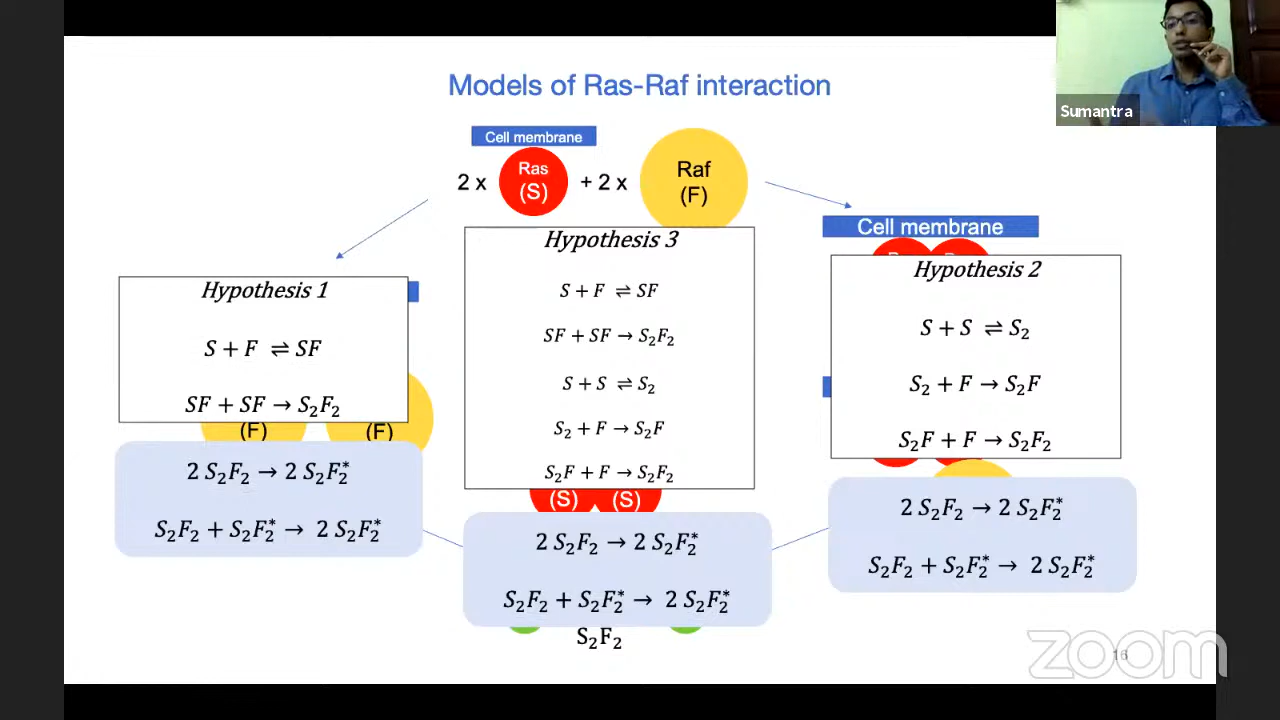 Models of Ras-Raf interaction
Sumantra
Cell membrane
2 x
Ras
(S)
+ 2 x
Raf
(F)
Cell membrane
Hypothesis 1
S + F ⇌ SF
SF + SF → S₂F₂
(F)
(F)
2 S₂F₂ → 2 S₂F₂*
S₂F₂ + S₂F₂* → 2 S₂F₂*
Hypothesis 3
S + F ⇌ SF
SF + SF → S₂F₂
S + S ⇌ S₂
S₂ + F → S₂F
S₂F + F → S₂F₂
(S)
(S)
2 S₂F₂ → 2 S₂F₂*
S₂F₂ + S₂F₂* → 2 S₂F₂*
S₂F₂
Hypothesis 2
S + S ⇌ S₂
S₂ + F → S₂F
S₂F + F → S₂F₂
2 S₂F₂ → 2 S₂F₂*
S₂F₂ + S₂F₂* → 2 S₂F₂*
zoom
16